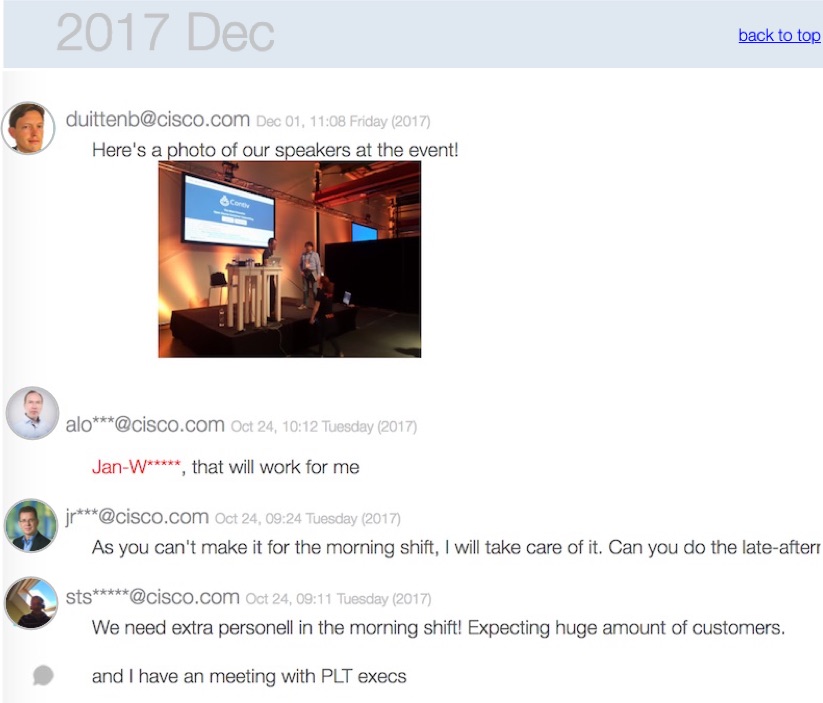 2017 Dec
back to top
duittenb@cisco.com Dec 01, 11:08 Friday (2017)
Here's a photo of our speakers at the event!
Contiv
alo***@cisco.com Oct 24, 10:12 Tuesday (2017)
Jan-W*****, that will work for me
jr***@cisco.com Oct 24, 09:24 Tuesday (2017)
As you can't make it for the morning shift, I will take care of it. Can you do the
sts*****@cisco.com Oct 24, 09:11 Tuesday (2017)
We need extra personell in the morning shift! Expecting huge amount of customers.
and I have an meeting with PLT execs